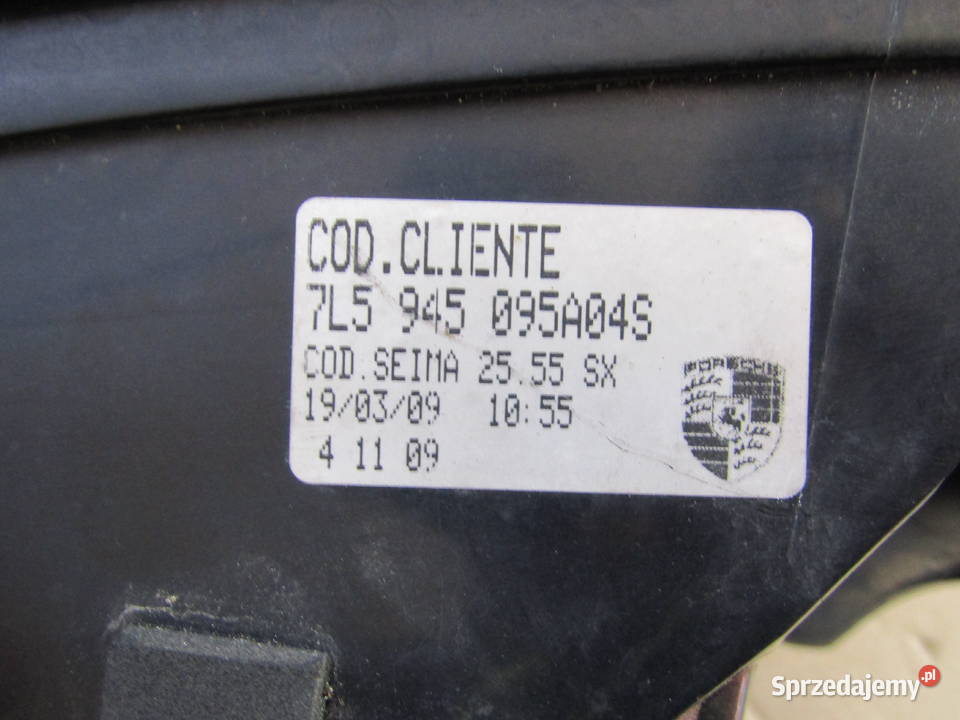 COD.CLIENTE
7L5 945 095A04S
COD.SEIMA 25.55 SX
19/03/09 10:55
4 11 09
Sprzedajemy.pl